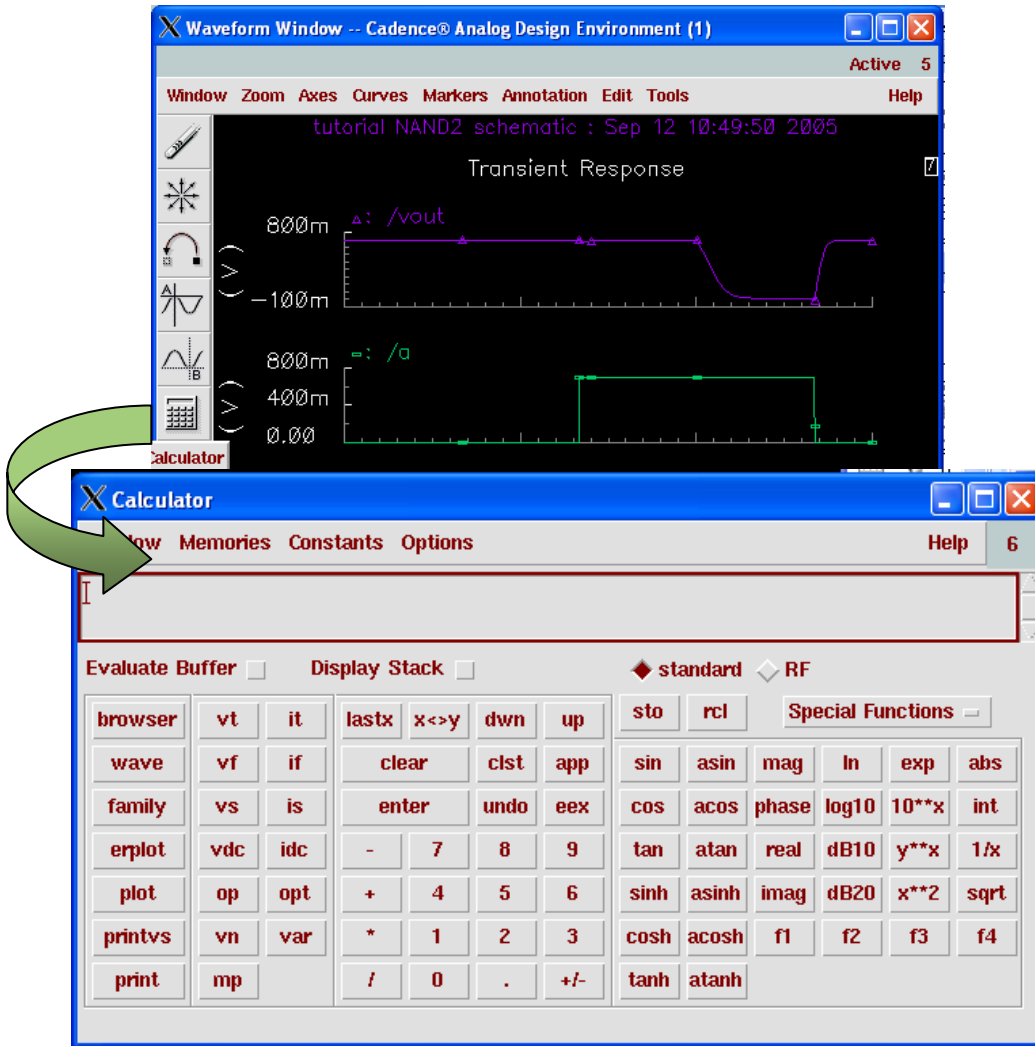 Waveform Window -- Cadence® Analog Design Environment (1)
Active 5
Window Zoom Axes Curves Markers Annotation Edit Tools Help
tutorial NAND2 schematic : Sep 12 10:49:50 2005
Transient Response
7
800m
▵: /vout
(V)
-100m
A
B
800m
▭: /a
400m
(V)
0.00
alculator
Calculator
ow Memories Constants Options Help 6
Evaluate Buffer Display Stack standard RF
browser vt it lastx x<>y dwn up sto rcl Special Functions
wave vf if clear clst app sin asin mag ln exp abs
family vs is enter undo eex cos acos phase log10 10**x int
erplot vdc idc - 7 8 9 tan atan real dB10 y**x 1/x
plot op opt + 4 5 6 sinh asinh imag dB20 x**2 sqrt
printvs vn var * 1 2 3 cosh acosh f1 f2 f3 f4
print mp / 0 . +/- tanh atanh